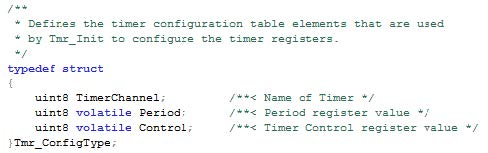 /**
 * Defines the timer configuration table elements that are used
 * by Tmr_Init to configure the timer registers.
 */
typedef struct
{
    uint8 TimerChannel;        /**< Name of Timer */
    uint8 volatile Period;     /**< Period register value */
    uint8 volatile Control;    /**< Timer Control register value */
}Tmr_ConfigType;